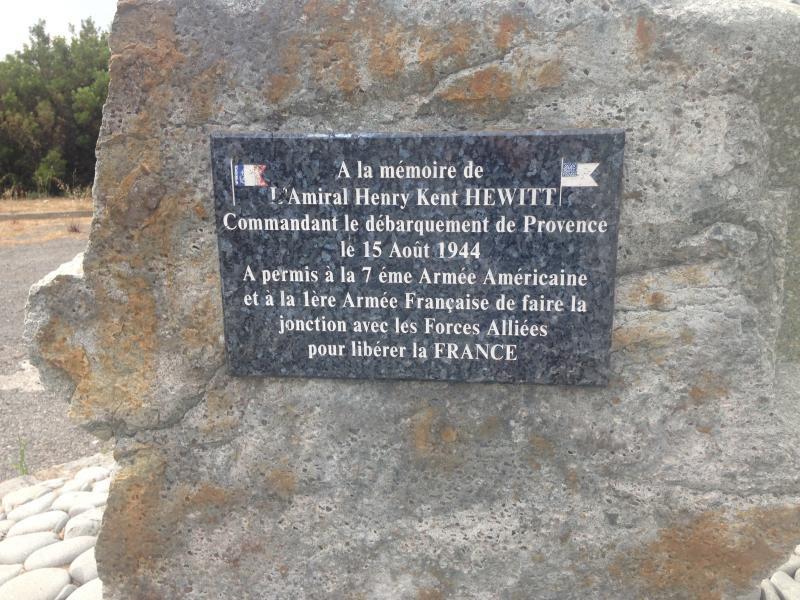 A la mémoire de
L'Amiral Henry Kent HEWITT
Commandant le débarquement de Provence
le 15 Août 1944
A permis à la 7 éme Armée Américaine
et à la 1ère Armée Française de faire la
jonction avec les Forces Alliées
pour libérer la FRANCE